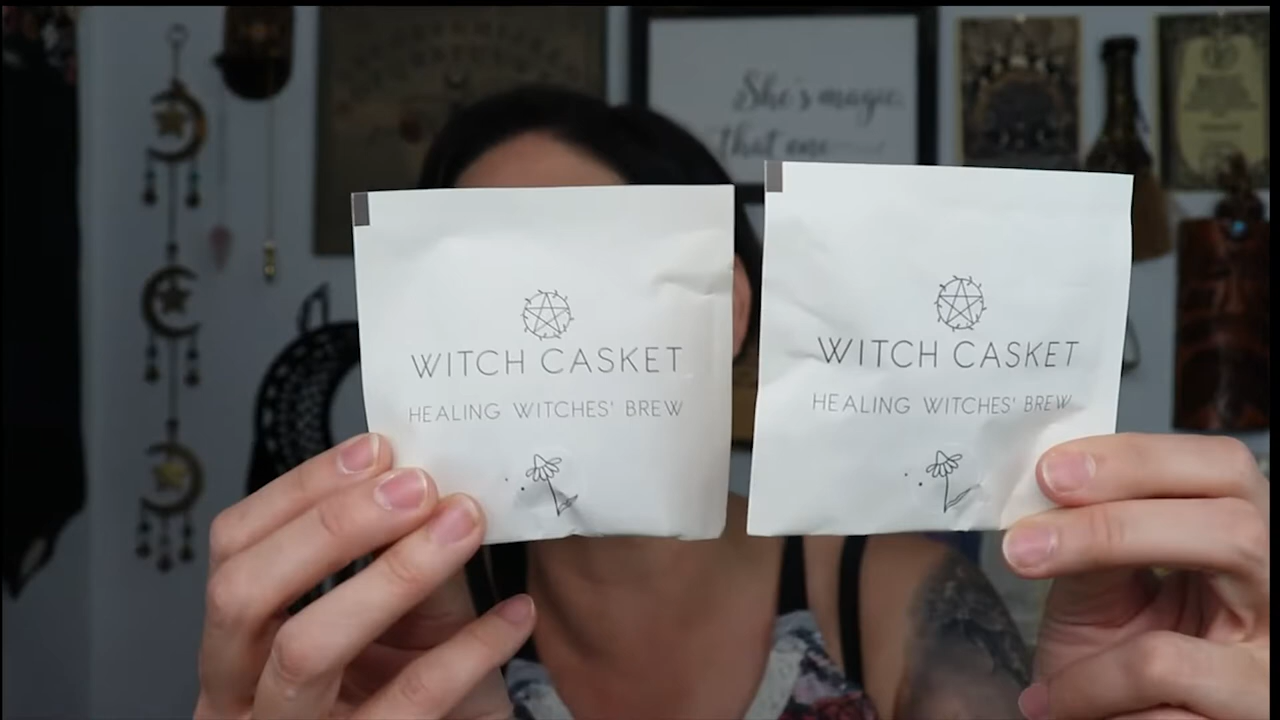 She's magic
that one
WITCH CASKET
HEALING WITCHES' BREW
WITCH CASKET
HEALING WITCHES' BREW